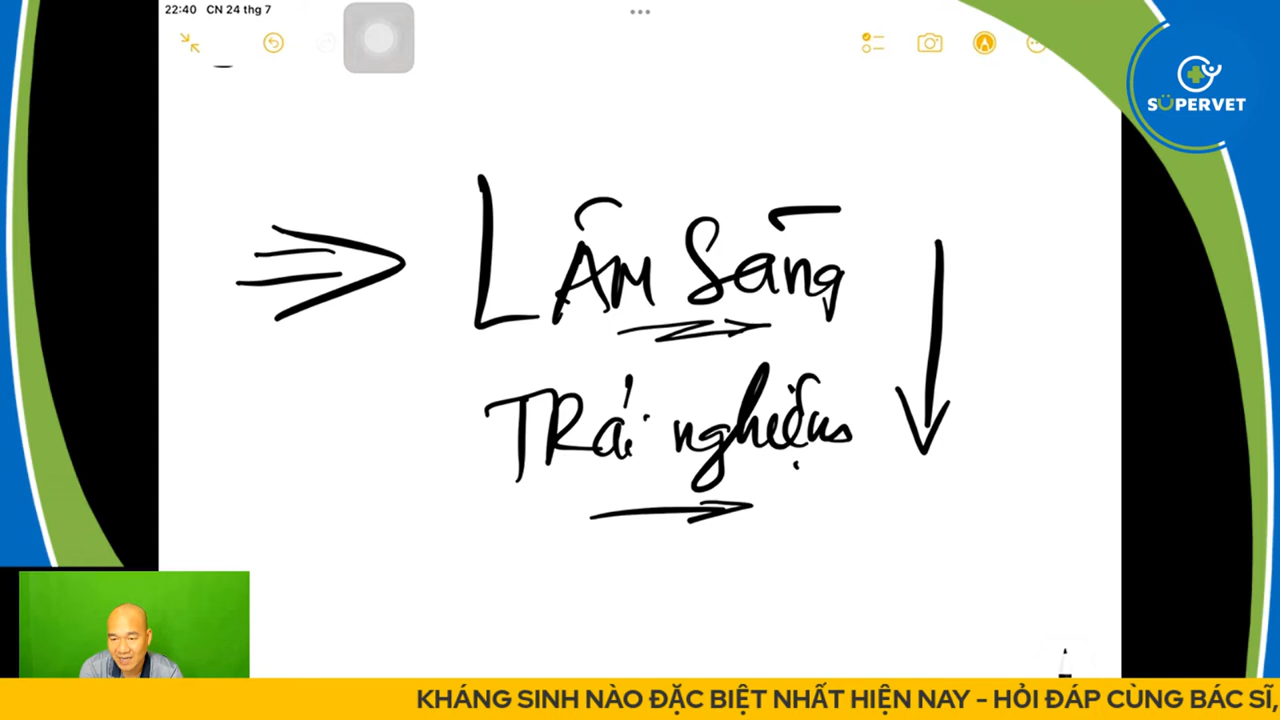 22:40 CN 24 thg 7
SÜPERVET
LÂM Sàng
TRải nghiệm
KHÁNG SINH NÀO ĐẶC BIỆT NHẤT HIỆN NAY - HỎI ĐÁP CÙNG BÁC SĨ,